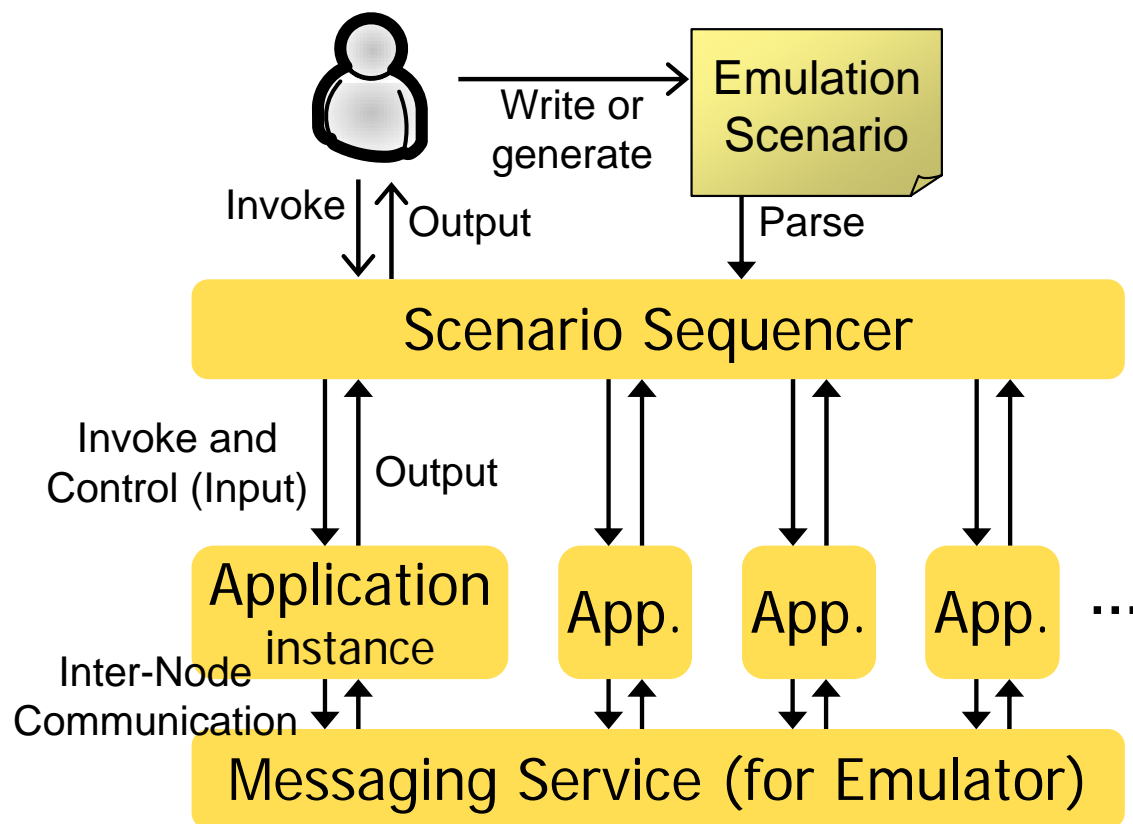 Emulation
Scenario
Write or
generate
Invoke
Output
Parse
Scenario Sequencer
Invoke and
Control (Input)
Output
Application
instance
App.
App.
App.
...
Inter-Node
Communication
Messaging Service (for Emulator)